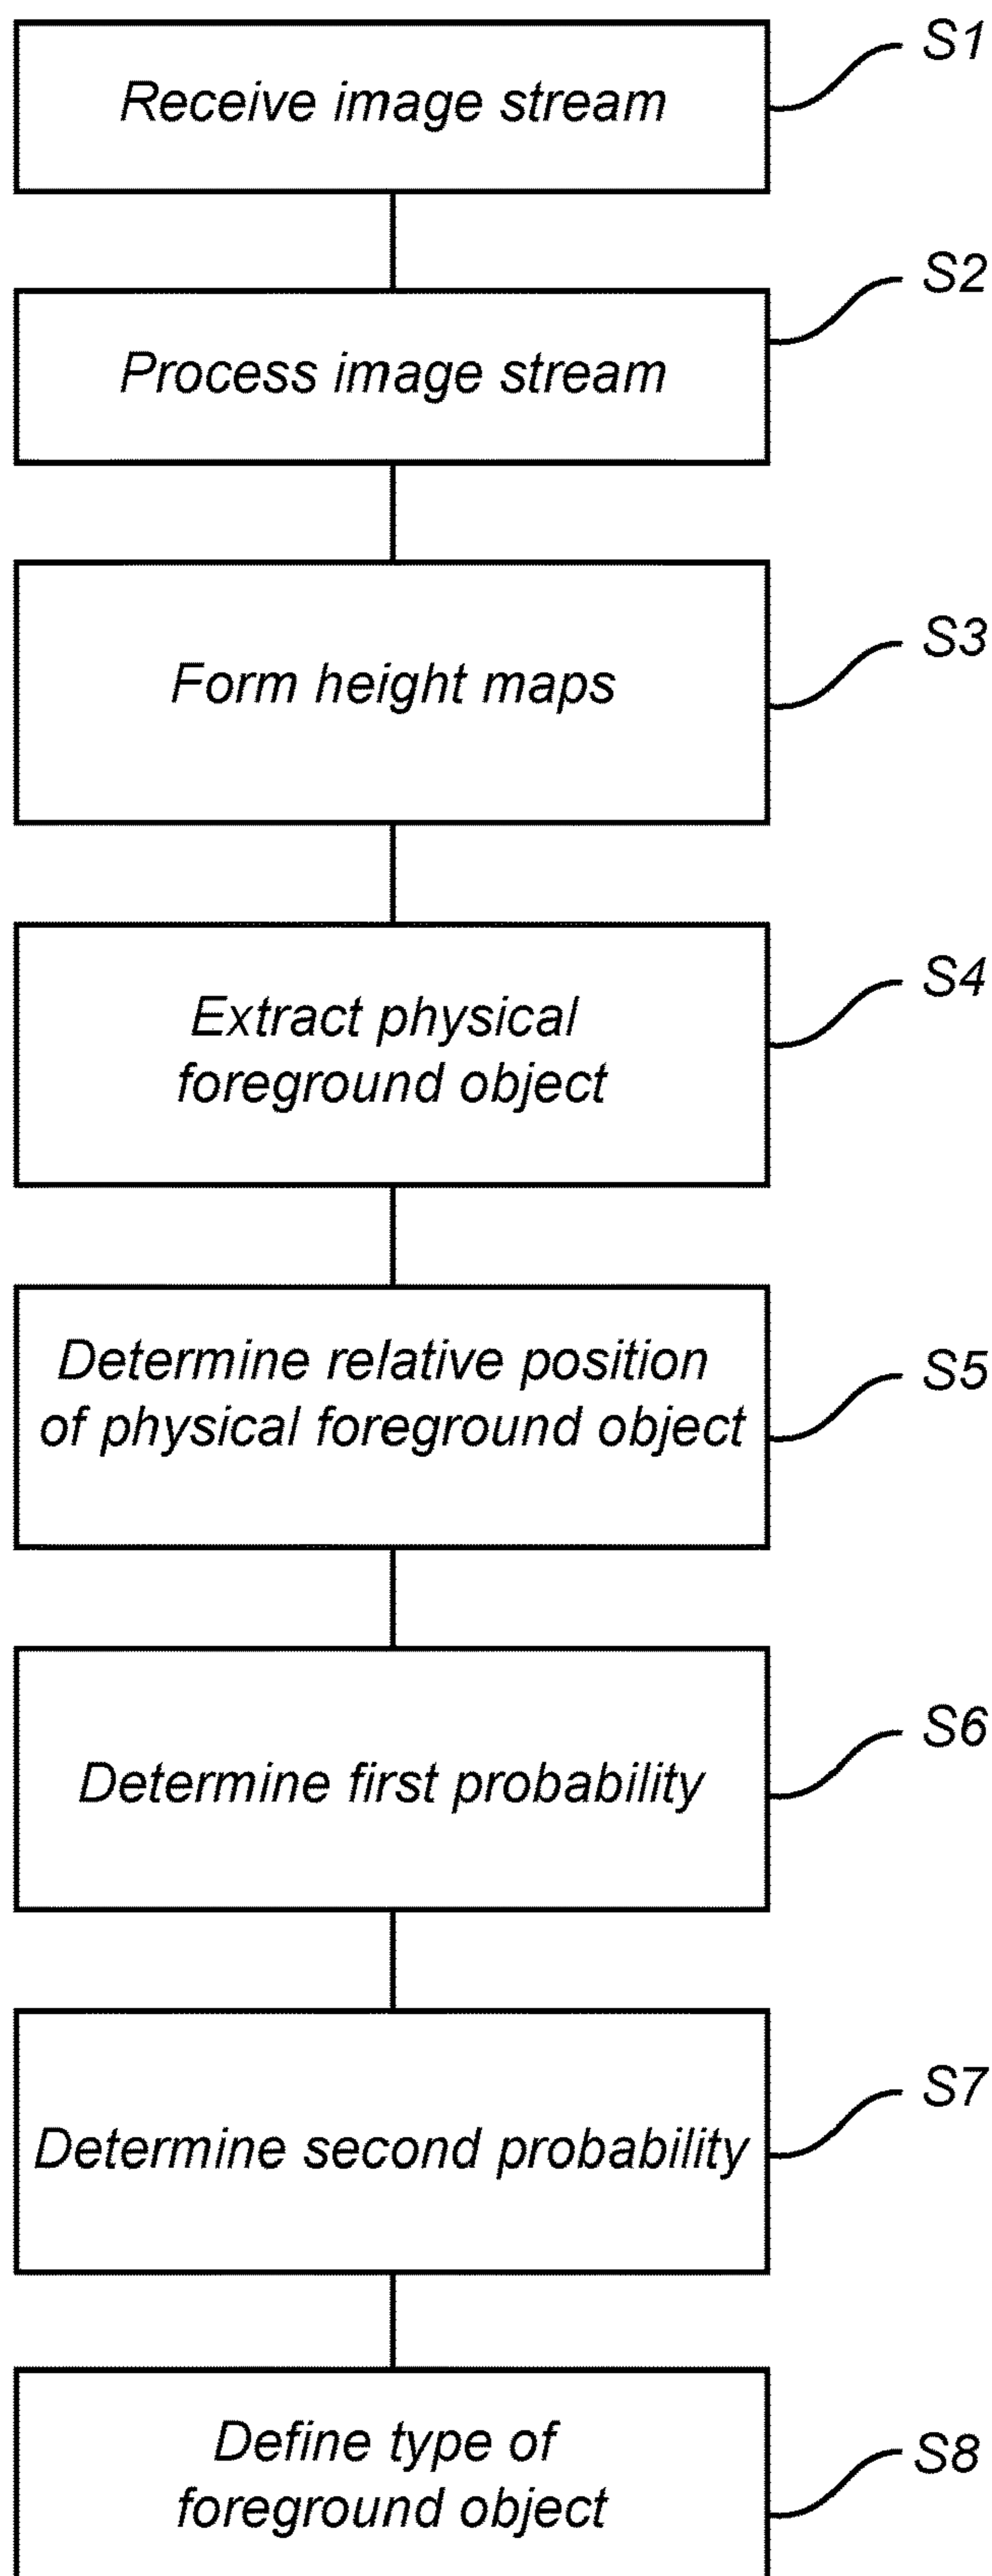 Receive image stream
S1
Process image stream
S2
Form height maps
S3
Extract physical
foreground object
S4
Determine relative position
of physical foreground object
S5
Determine first probability
S6
Determine second probability
S7
Define type of
foreground object
S8